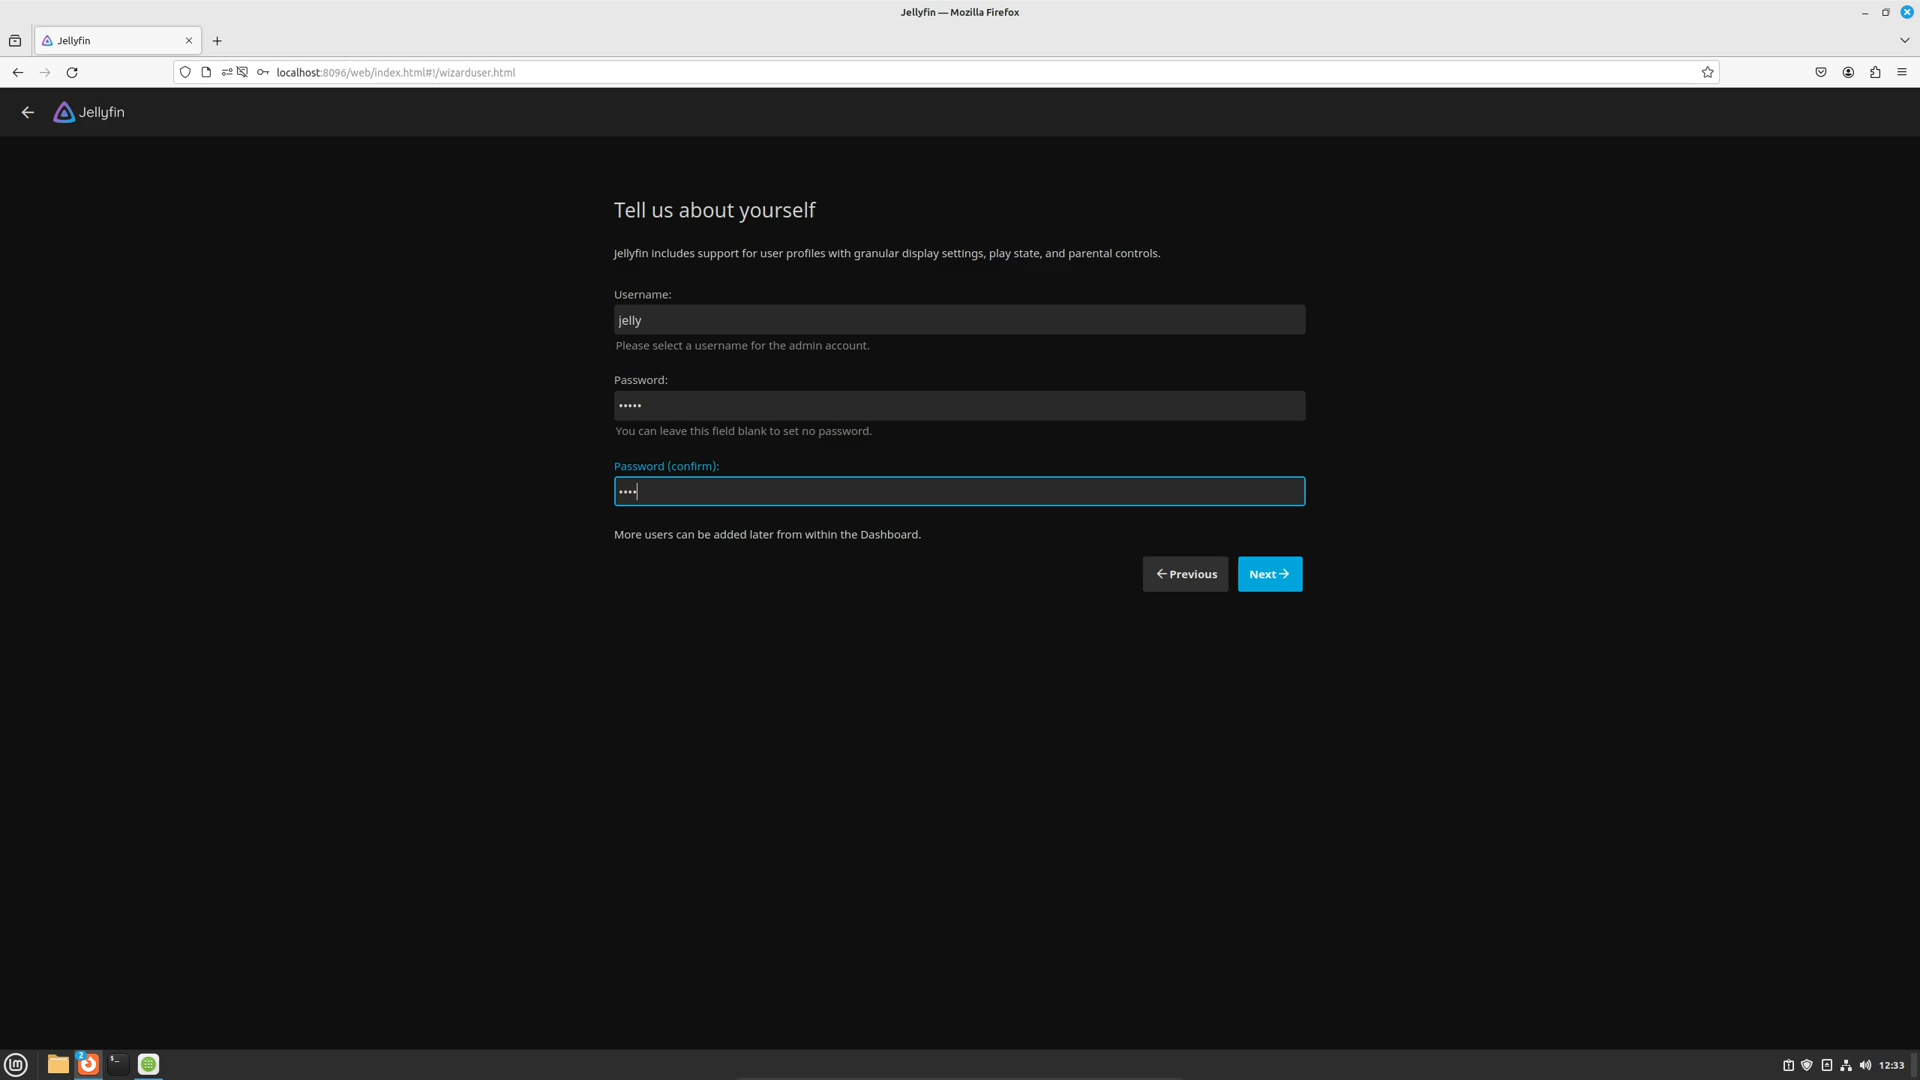 Jellyfin — Mozilla Firefox
Jellyfin
localhost:8096/web/index.html#!/wizarduser.html
Jellyfin
Tell us about yourself
Jellyfin includes support for user profiles with granular display settings, play state, and parental controls.
Username:
jelly
Please select a username for the admin account.
Password:
•••••
You can leave this field blank to set no password.
Password (confirm):
••••
More users can be added later from within the Dashboard.
Previous
Next
2
12:33